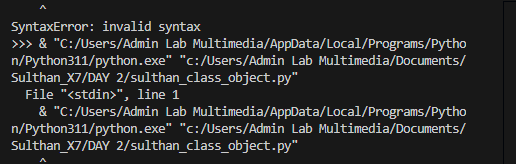 ^
SyntaxError: invalid syntax
>>> & "C:/Users/Admin Lab Multimedia/AppData/Local/Programs/Pytho
n/Python311/python.exe" "c:/Users/Admin Lab Multimedia/Documents/
Sulthan_X7/DAY 2/sulthan_class_object.py"
  File "<stdin>", line 1
    & "C:/Users/Admin Lab Multimedia/AppData/Local/Programs/Pytho
n/Python311/python.exe" "c:/Users/Admin Lab Multimedia/Documents/
Sulthan_X7/DAY 2/sulthan_class_object.py"
    ^